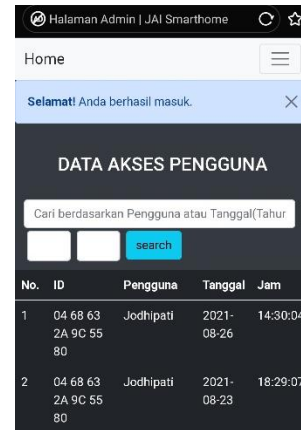 Halaman Admin | JAI Smarthome
Home
Selamat! Anda berhasil masuk.
DATA AKSES PENGGUNA
Cari berdasarkan Pengguna atau Tanggal(Tahur
search
No. ID Pengguna Tanggal Jam
1 04 68 63 Jodhipati 2021- 14:30:04
2A 9C 55 08-26
80
2 04 68 63 Jodhipati 2021- 18:29:07
2A 9C 55 08-23
80